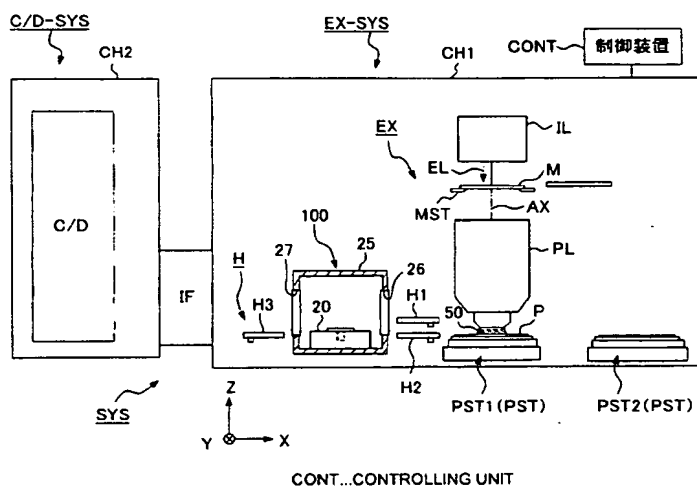 C/D-SYS
EX-SYS
CH2
CH1
CONT
制御装置
IL
EX
EL
M
MST
AX
C/D
100
25
PL
H
27
26
IF
H3
20
H1
50
P
H2
SYS
Z
Y
X
PST1(PST)
PST2(PST)
CONT...CONTROLLING UNIT